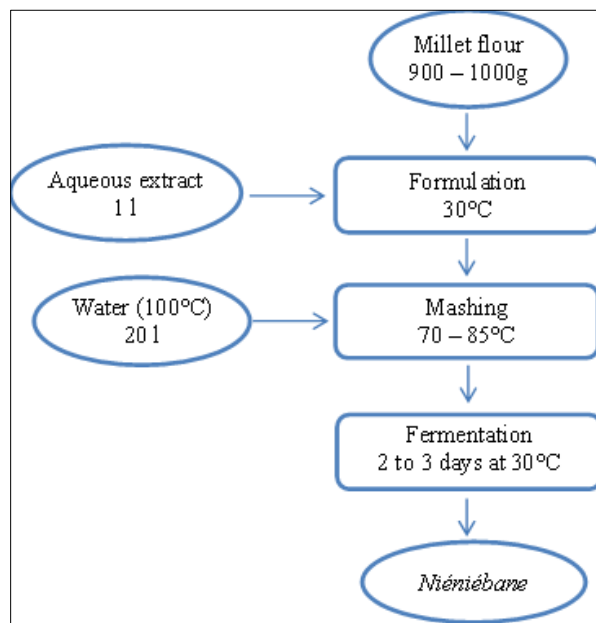 Millet flour
900 – 1000g
Aqueous extract
1 l
Formulation
30°C
Water (100°C)
20 l
Mashing
70 – 85°C
Fermentation
2 to 3 days at 30°C
Niéniébane